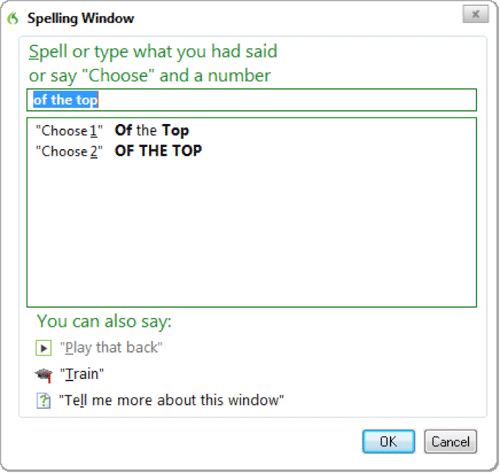 Spelling Window
Spell or type what you had said
or say "Choose" and a number
of the top
"Choose 1" Of the Top
"Choose 2" OF THE TOP
You can also say:
"Play that back"
"Train"
"Tell me more about this window"
OK Cancel